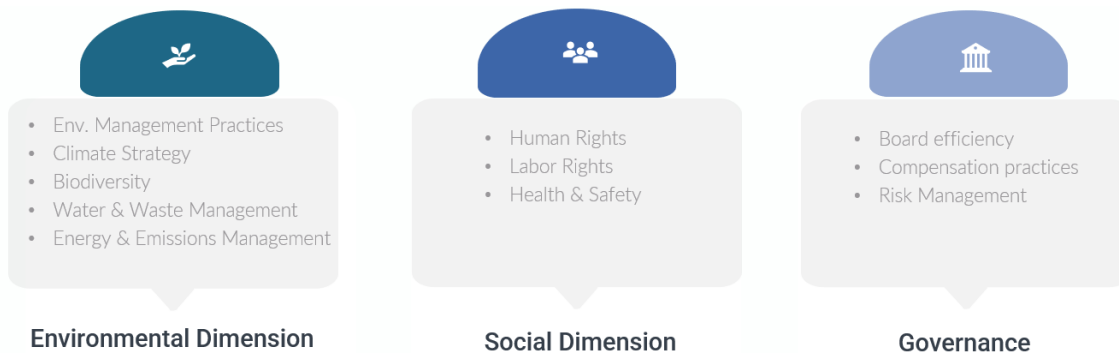 • Env. Management Practices
• Climate Strategy
• Biodiversity
• Water & Waste Management
• Energy & Emissions Management
Environmental Dimension
• Human Rights
• Labor Rights
• Health & Safety
Social Dimension
• Board efficiency
• Compensation practices
• Risk Management
Governance